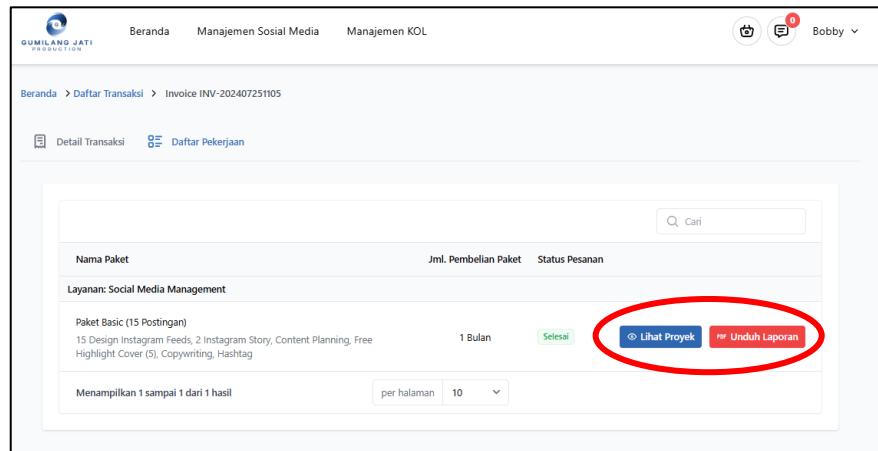 GUMILANG JATI
PRODUCTION
Beranda Manajemen Sosial Media Manajemen KOL
0
Bobby
Beranda > Daftar Transaksi > Invoice INV-202407251105
Detail Transaksi Daftar Pekerjaan
Cari
Nama Paket Jml. Pembelian Paket Status Pesanan
Layanan: Social Media Management
Paket Basic (15 Postingan)
15 Design Instagram Feeds, 2 Instagram Story, Content Planning, Free
Highlight Cover (5), Copywriting, Hashtag
1 Bulan Selesai Lihat Proyek PDF Unduh Laporan
Menampilkan 1 sampai 1 dari 1 hasil per halaman 10